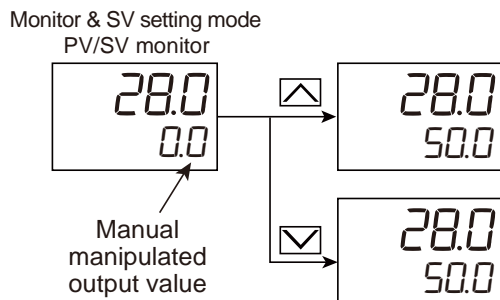 Monitor & SV setting mode
PV/SV monitor
28.0
0.0
Manual
manipulated
output value
28.0
50.0
28.0
50.0